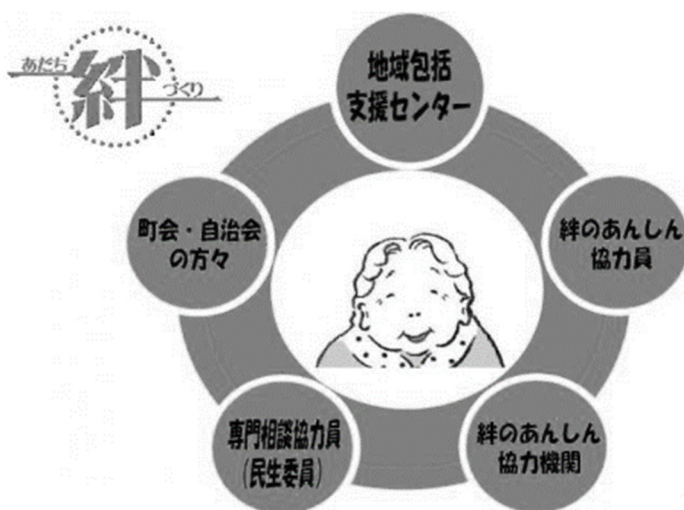 あだち
絆
づくり
地域包括
支援センター
町会・自治会
の方々
絆のあんしん
協力員
専門相談協力員
(民生委員)
絆のあんしん
協力機関